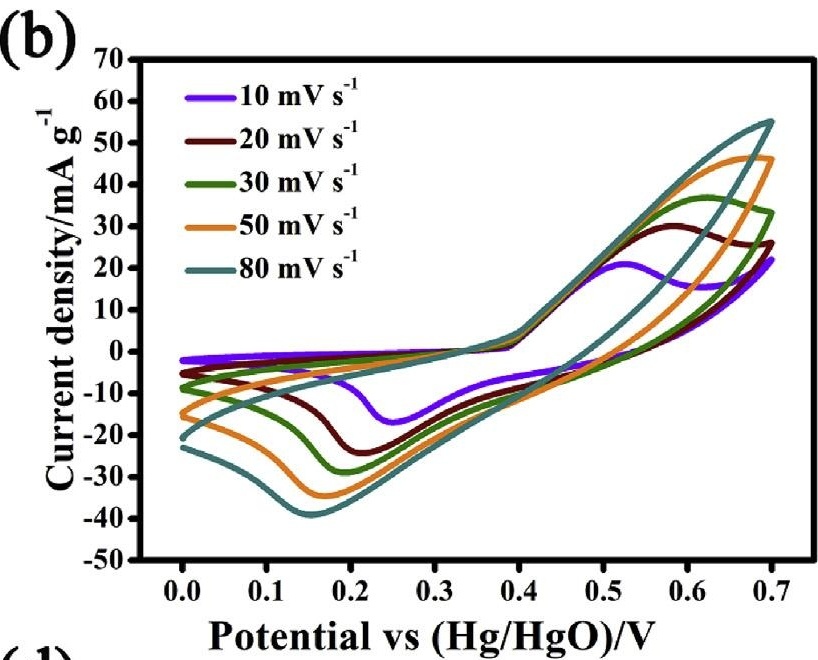 (b)
70
60
50
40
30
20
10
0
-10
-20
-30
-40
-50
Current density/mA g⁻¹
10 mV s⁻¹
20 mV s⁻¹
30 mV s⁻¹
50 mV s⁻¹
80 mV s⁻¹
0.0 0.1 0.2 0.3 0.4 0.5 0.6 0.7
Potential vs (Hg/HgO)/V